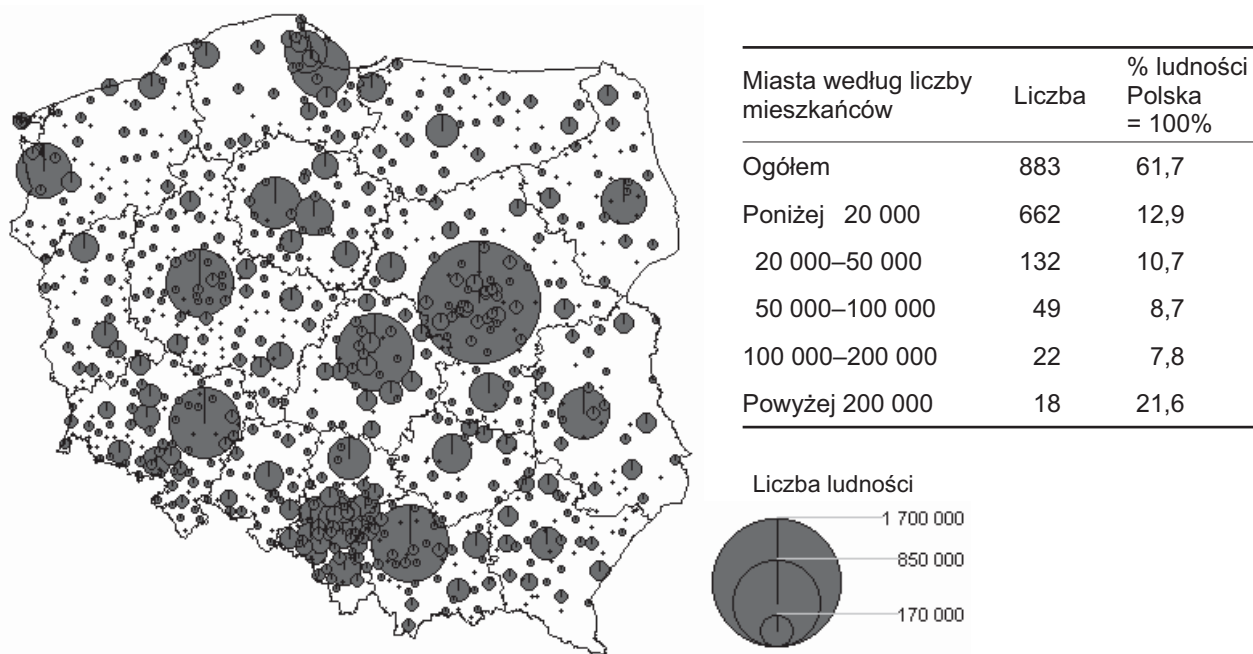 Miasta według liczby mieszkańców Liczba % ludności Polska = 100%
Ogółem 883 61,7
Poniżej 20 000 662 12,9
20 000–50 000 132 10,7
50 000–100 000 49 8,7
100 000–200 000 22 7,8
Powyżej 200 000 18 21,6
Liczba ludności
1 700 000
850 000
170 000